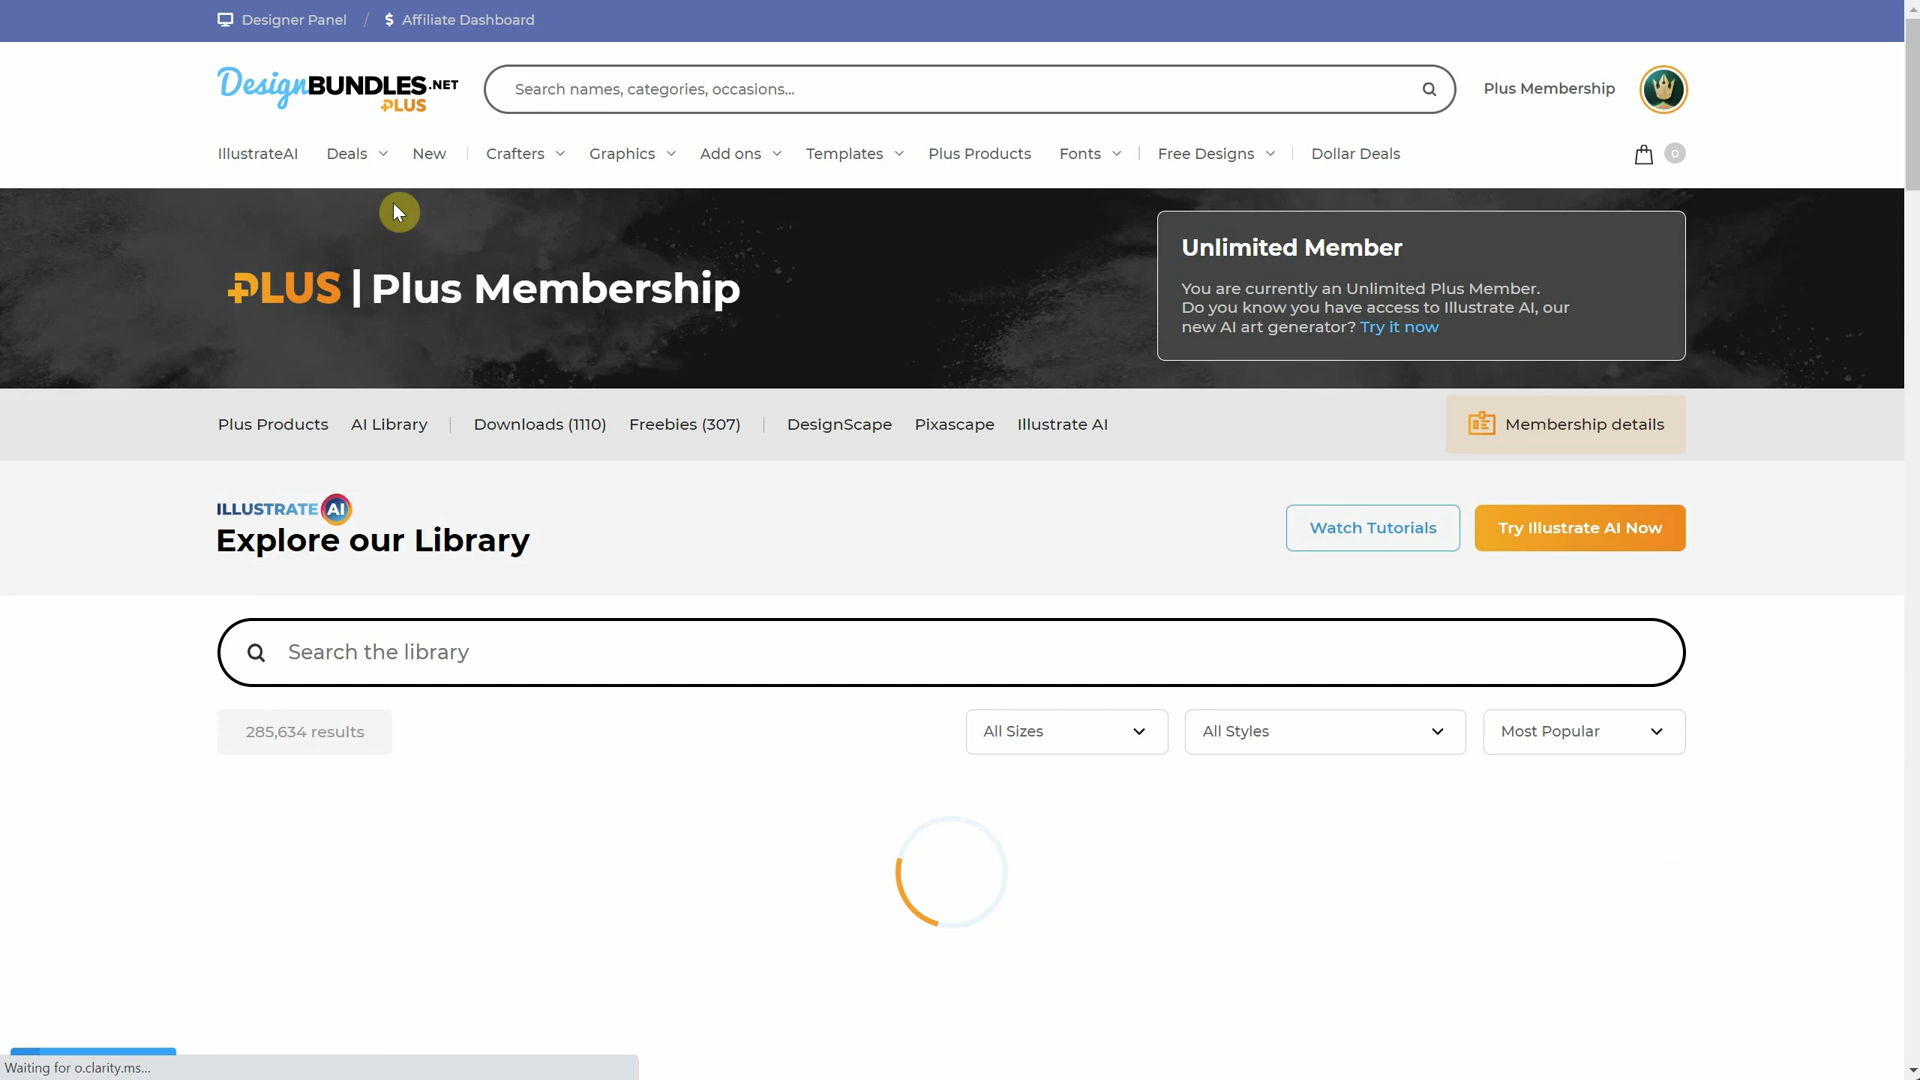 Designer Panel / $ Affiliate Dashboard
DesignBUNDLES.NET
PLUS
Search names, categories, occasions...
Plus Membership
IllustrateAI Deals New Crafters Graphics Add ons Templates Plus Products Fonts Free Designs Dollar Deals 0
PLUS | Plus Membership
Unlimited Member
You are currently an Unlimited Plus Member.
Do you know you have access to Illustrate AI, our
new AI art generator? Try it now
Plus Products AI Library Downloads (1110) Freebies (307) DesignScape Pixascape Illustrate AI Membership details
ILLUSTRATE AI
Explore our Library
Watch Tutorials Try Illustrate AI Now
Search the library
285,634 results All Sizes All Styles Most Popular
Waiting for o.clarity.ms...